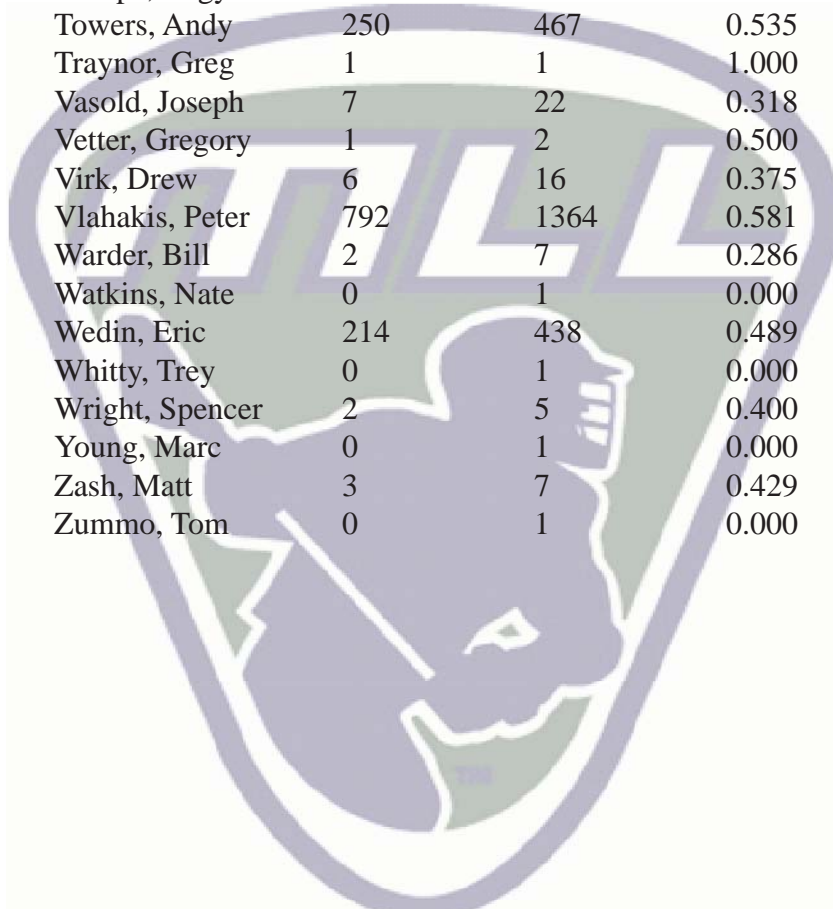 Towers, Andy 250 467 0.535
Traynor, Greg 1 1 1.000
Vasold, Joseph 7 22 0.318
Vetter, Gregory 1 2 0.500
Virk, Drew 6 16 0.375
Vlahakis, Peter 792 1364 0.581
Warder, Bill 2 7 0.286
Watkins, Nate 0 1 0.000
Wedin, Eric 214 438 0.489
Whitty, Trey 0 1 0.000
Wright, Spencer 2 5 0.400
Young, Marc 0 1 0.000
Zash, Matt 3 7 0.429
Zummo, Tom 0 1 0.000
MLL
TM